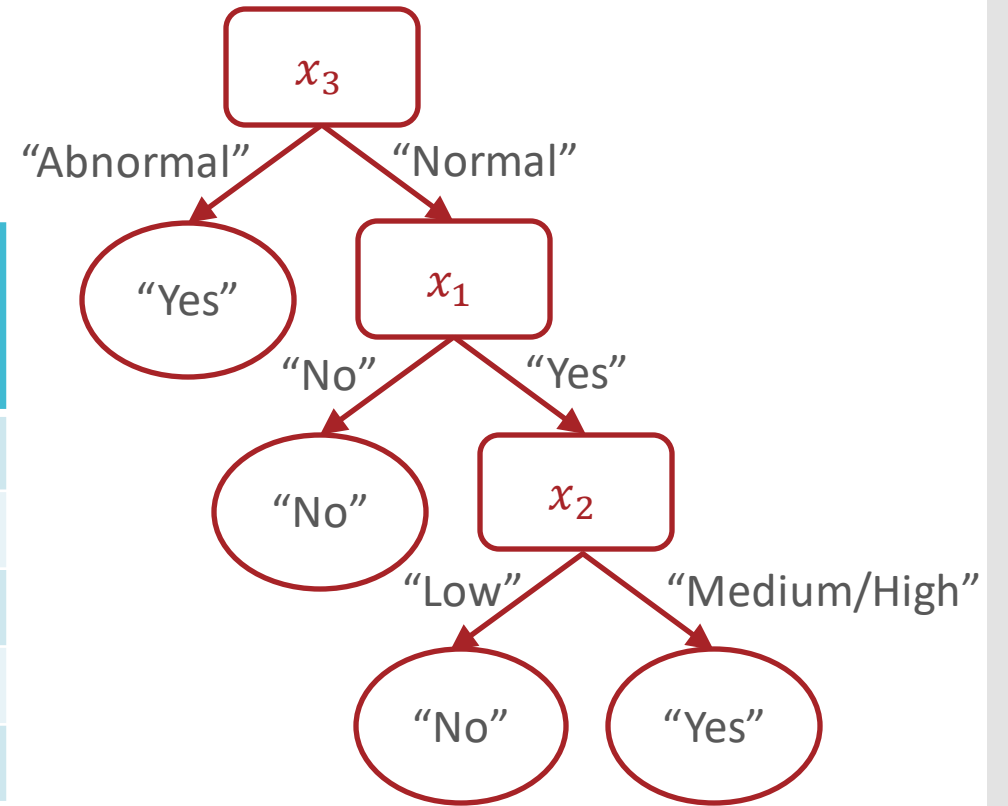 x₃
“Abnormal” “Normal”
“Yes” x₁
“No” “Yes”
“No” x₂
“Low” “Medium/High”
“No” “Yes”